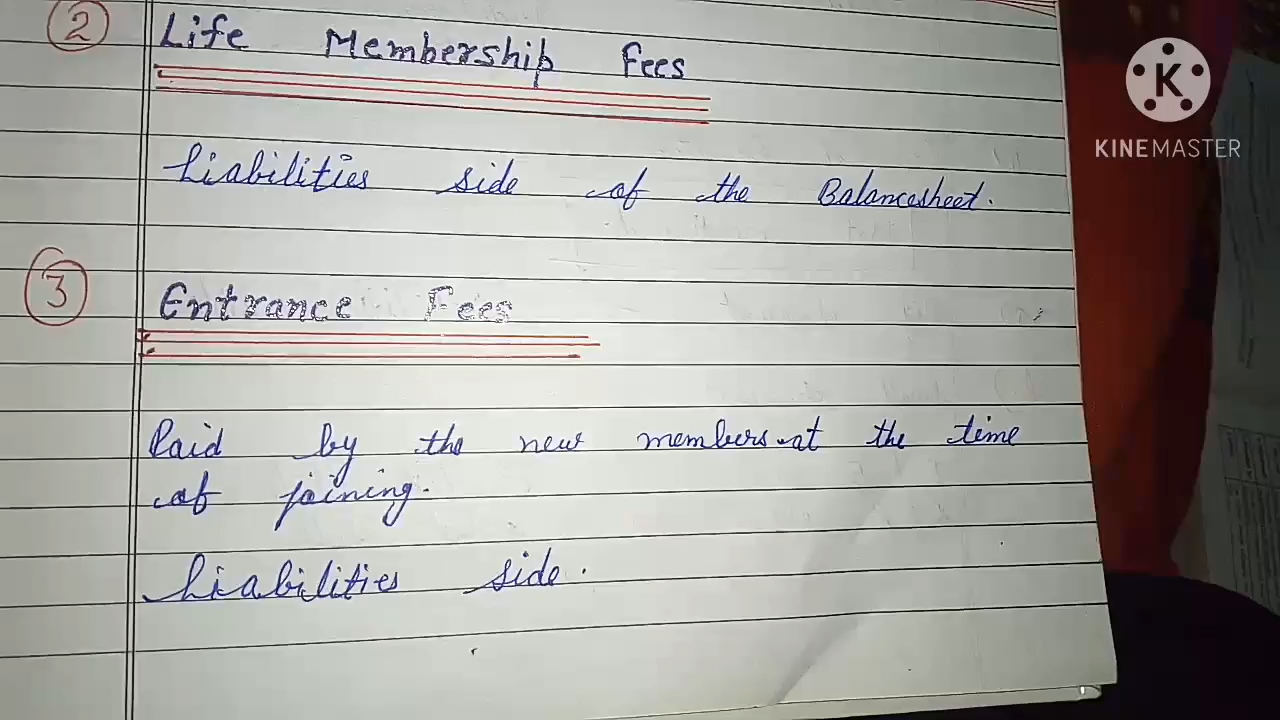 2 Life Membership Fees
Liabilities side of the Balancesheet.
3 Entrance Fees
Paid by the new members at the time
of joining.
Liabilities side.
K
KINEMASTER